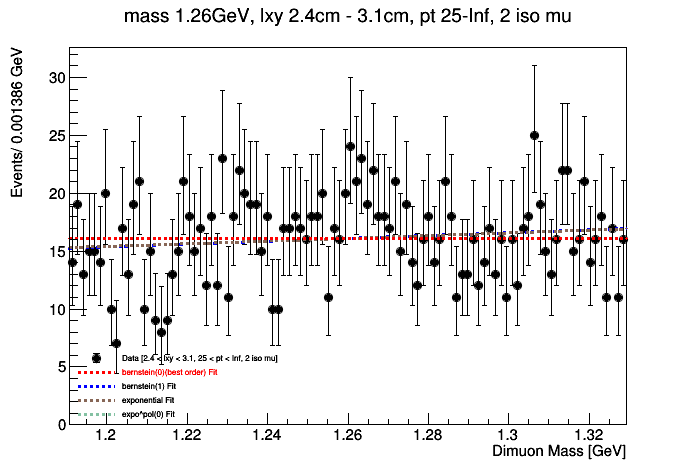 mass 1.26GeV, lxy 2.4cm - 3.1cm, pt 25-Inf, 2 iso mu
Events/ 0.001386 GeV
30
25
20
15
10
5
0
Data [2.4 < lxy < 3.1, 25 < pt < Inf, 2 iso mu]
bernstein(0)(best order) Fit
bernstein(1) Fit
exponential Fit
expo*pol(0) Fit
1.2 1.22 1.24 1.26 1.28 1.3 1.32
Dimuon Mass [GeV]